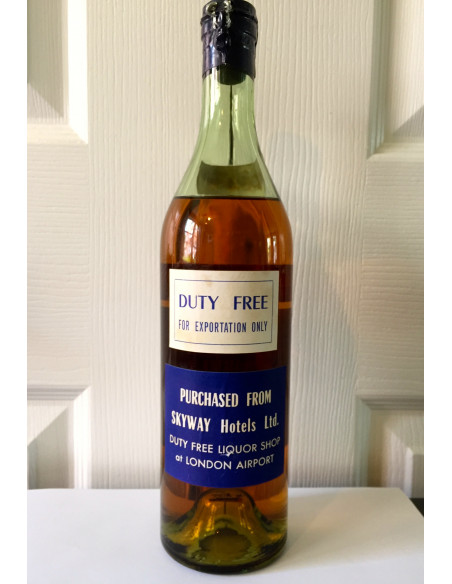 DUTY FREE
FOR EXPORTATION ONLY
PURCHASED FROM
SKYWAY Hotels Ltd.
DUTY FREE LIQUOR SHOP
at LONDON AIRPORT